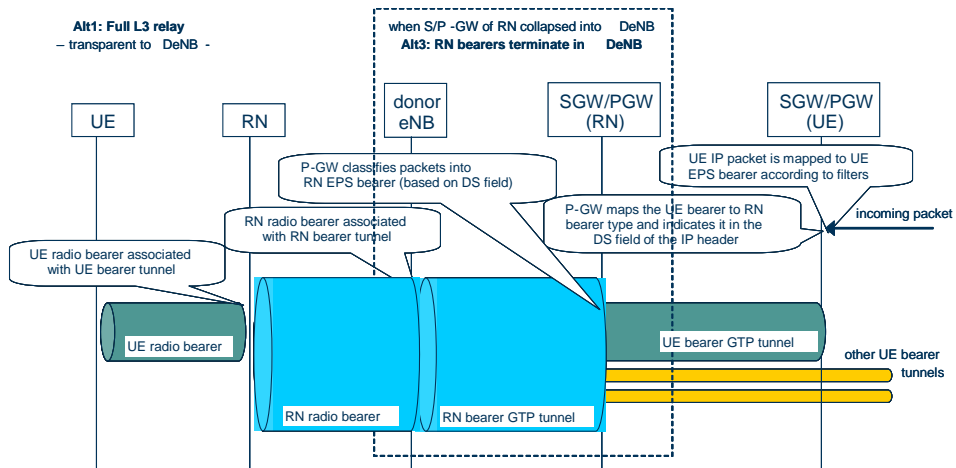 Alt1: Full L3 relay
– transparent to DeNB -
when S/P -GW of RN collapsed into DeNB
Alt3: RN bearers terminate in DeNB
UE
RN
donor
eNB
SGW/PGW
(RN)
SGW/PGW
(UE)
P-GW classifies packets into
RN EPS bearer (based on DS field)
UE IP packet is mapped to UE
EPS bearer according to filters
RN radio bearer associated
with RN bearer tunnel
P-GW maps the UE bearer to RN
bearer type and indicates it in the
DS field of the IP header
incoming packet
UE radio bearer associated
with UE bearer tunnel
UE radio bearer
UE bearer GTP tunnel
other UE bearer
tunnels
RN radio bearer
RN bearer GTP tunnel